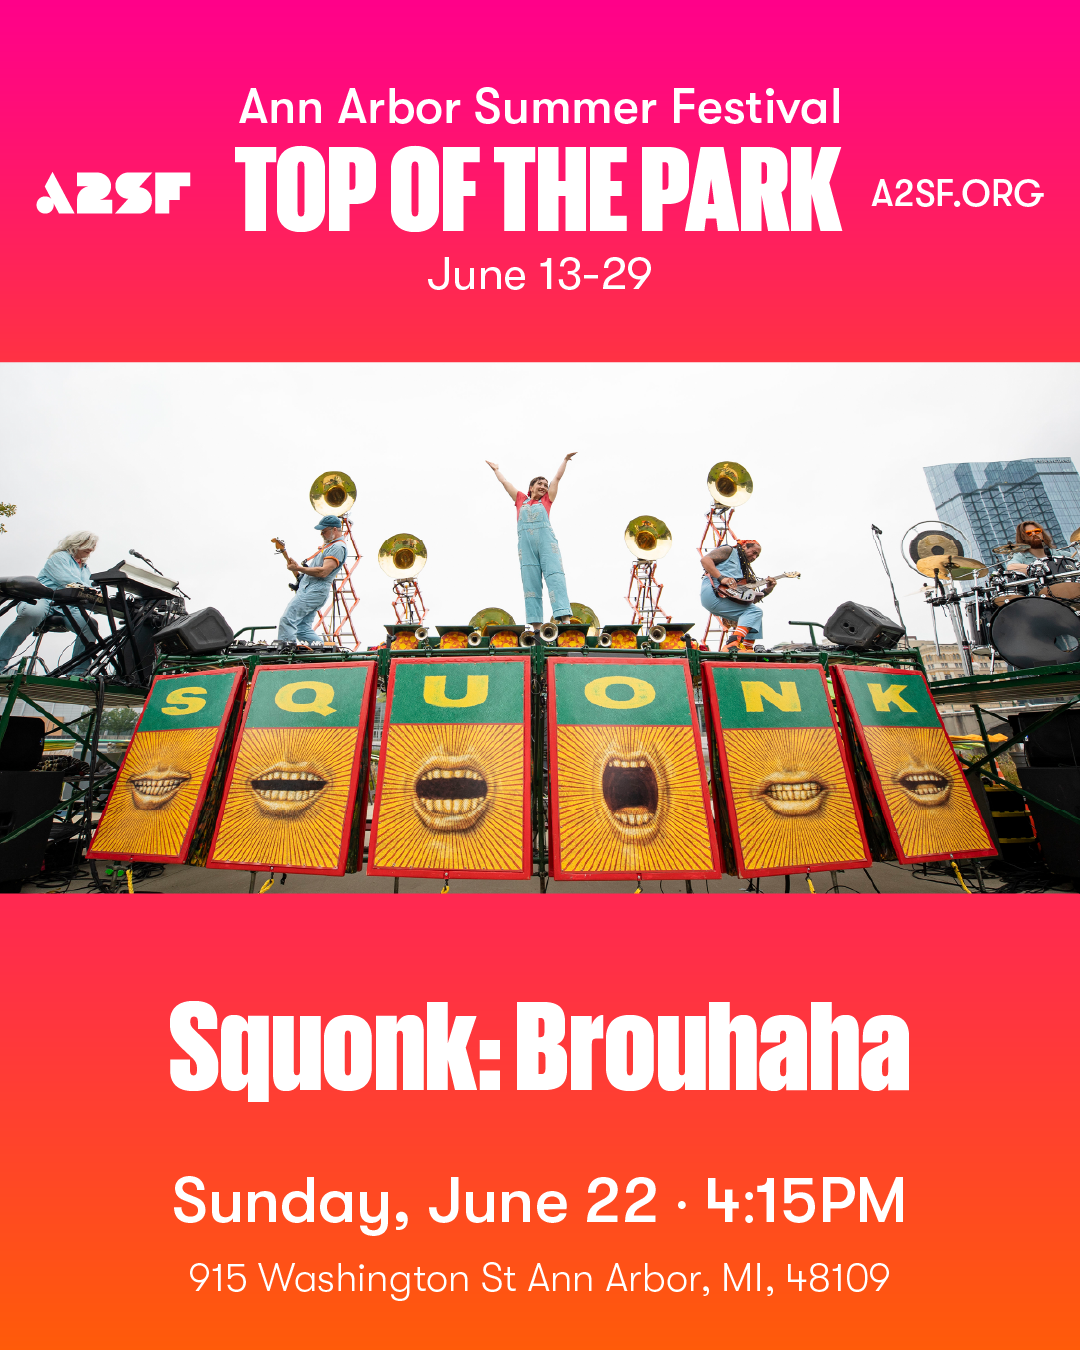 Ann Arbor Summer Festival
A2SF
TOP OF THE PARK
A2SF.ORG
June 13-29
SQUONK
Squonk: Brouhaha
Sunday, June 22 · 4:15PM
915 Washington St Ann Arbor, MI, 48109